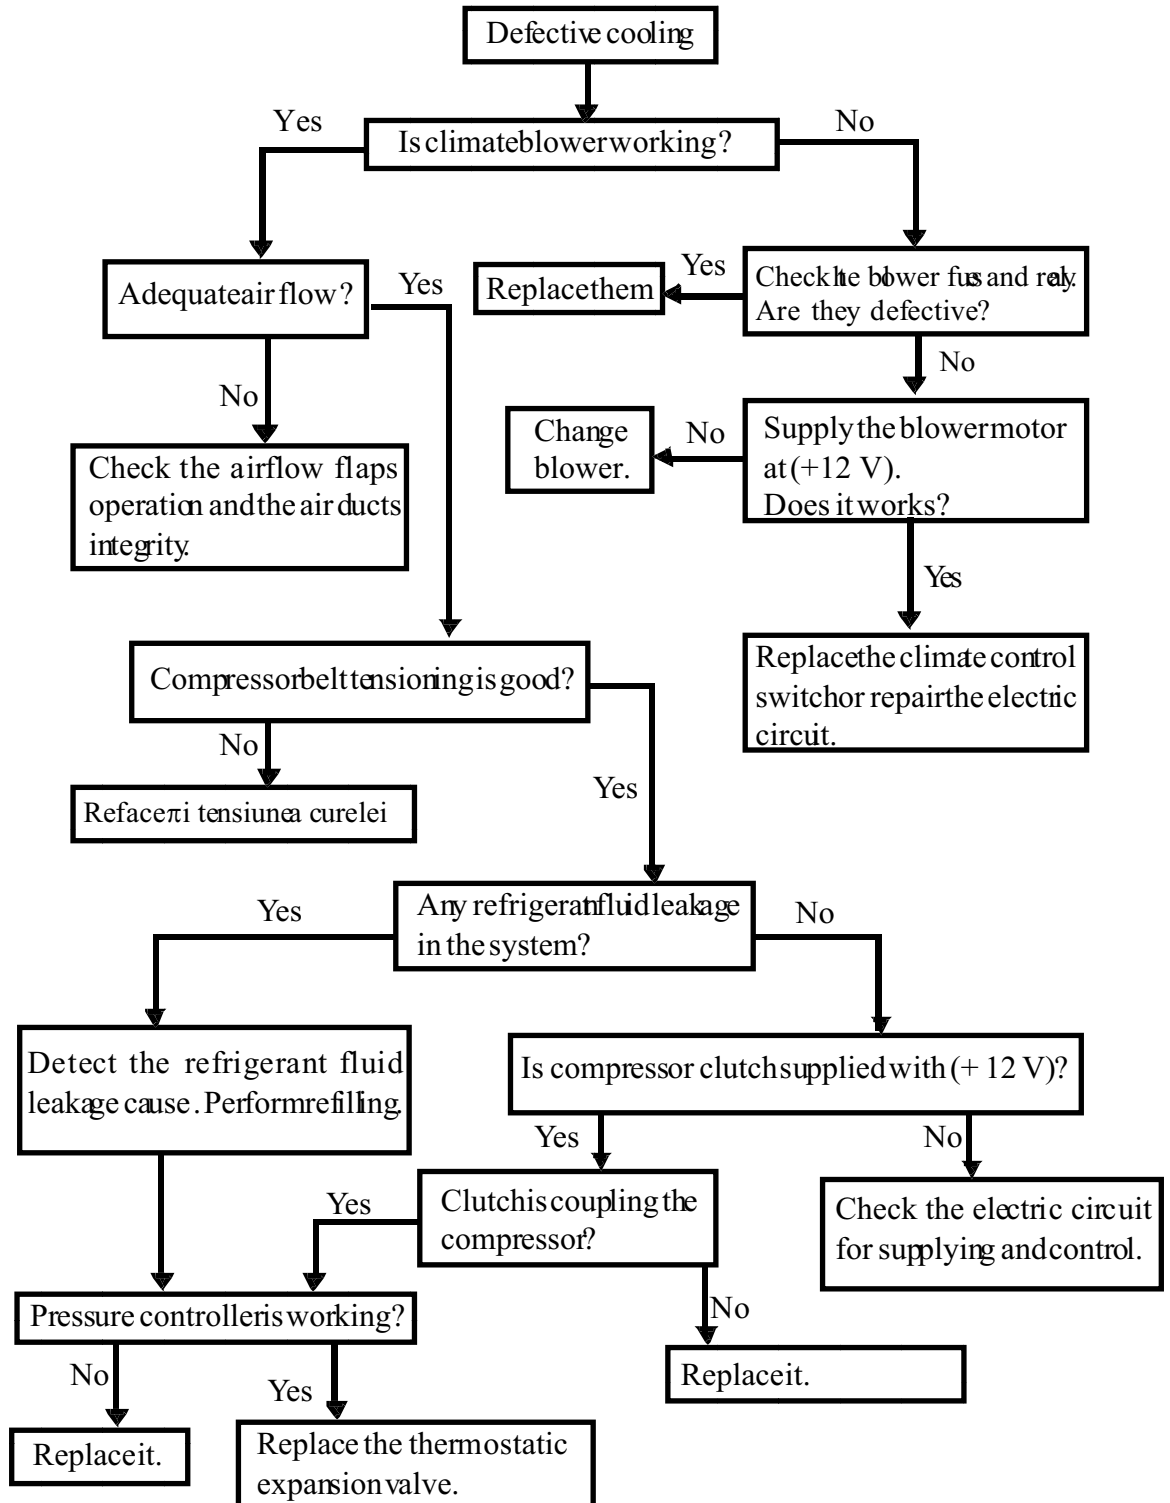 Defective cooling
Yes
No
Is climate blower working?
Adequate air flow?
Yes
Replace them
Yes
Check the blower fuse and relay.
Are they defective?
No
No
Change
blower.
No
Supply the blower motor
at (+12 V).
Does it works?
Check the airflow flaps
operation and the air ducts
integrity.
Yes
Compressor belt tensioning is good?
Replace the climate control
switch or repair the electric
circuit.
No
Yes
Refaceπi tensiunea curelei
Yes
Any refrigerant fluid leakage
in the system?
No
Detect the refrigerant fluid
leakage cause. Perform refilling.
Is compressor clutch supplied with (+ 12 V)?
Yes
No
Yes
Clutch is coupling the
compressor?
Check the electric circuit
for supplying and control.
Pressure controller is working?
No
No
Yes
Replace it.
Replace it.
Replace the thermostatic
expansion valve.